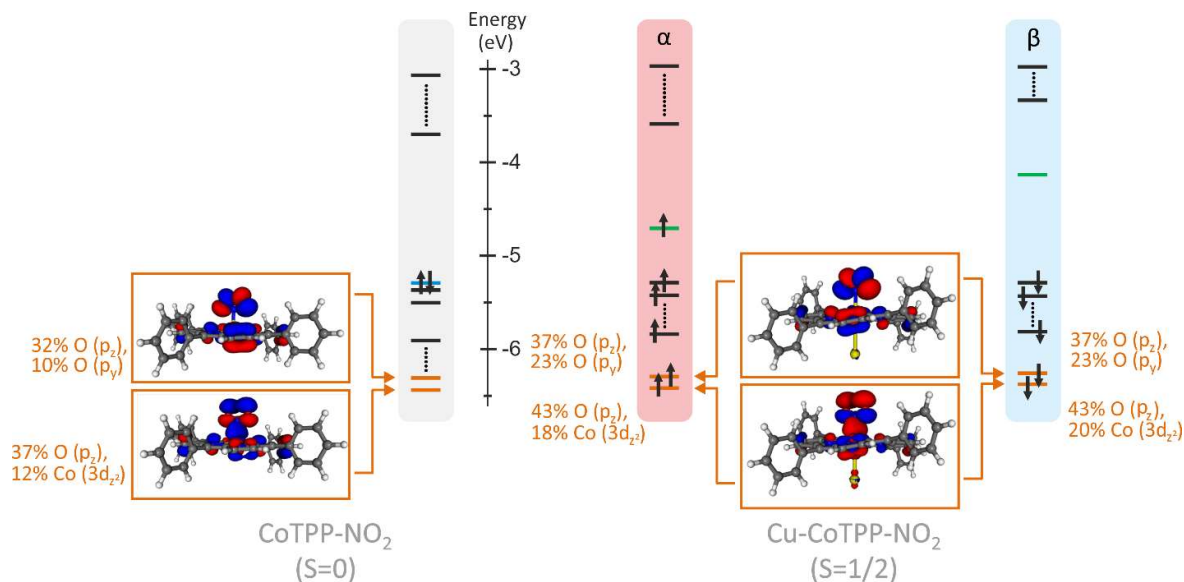 Energy
(eV)
-3
-4
-5
-6
α
β
32% O (pz),
10% O (py)
37% O (pz),
12% Co (3dz²)
37% O (pz),
23% O (py)
43% O (pz),
18% Co (3dz²)
37% O (pz),
23% O (py)
43% O (pz),
20% Co (3dz²)
CoTPP-NO₂
(S=0)
Cu-CoTPP-NO₂
(S=1/2)